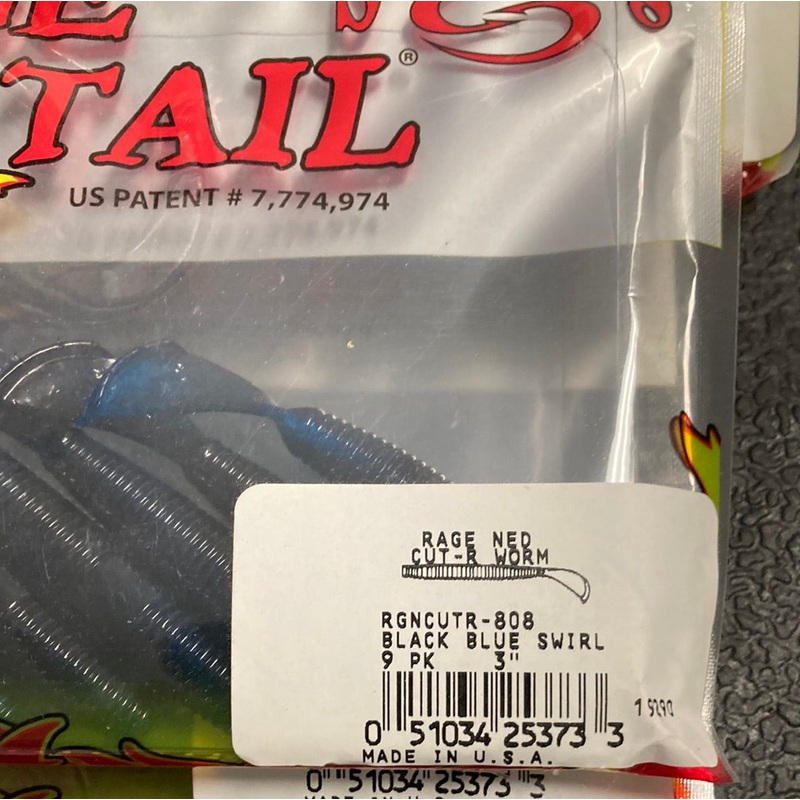 TAIL®
US PATENT # 7,774,974
RAGE NED
CUT-R WORM
RGNCUTR-808
BLACK BLUE SWIRL
9 PK 3"
0 51034 25373 3
MADE IN U.S.A.
0 51034 25373 3